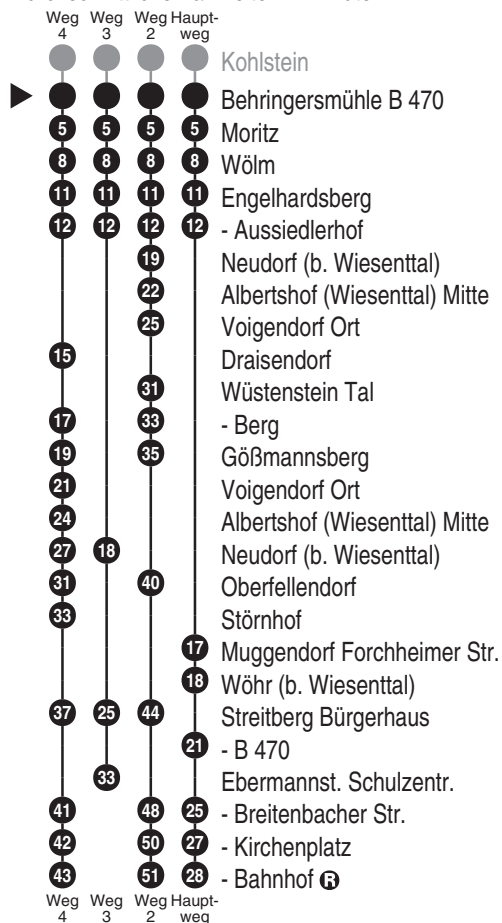 Weg Weg Weg Haupt-
4 3 2 weg
Kohlstein
Behringersmühle B 470
5 5 5 5 Moritz
8 8 8 8 Wölm
11 11 11 11 Engelhardsberg
12 12 12 12 - Aussiedlerhof
19 Neudorf (b. Wiesenttal)
22 Albertshof (Wiesenttal) Mitte
25 Voigendorf Ort
15 Draisendorf
31 Wüstenstein Tal
17 33 - Berg
19 35 Gößmannsberg
21 Voigendorf Ort
24 Albertshof (Wiesenttal) Mitte
27 18 Neudorf (b. Wiesenttal)
31 40 Oberfellendorf
33 Störnhof
17 Muggendorf Forchheimer Str.
18 Wöhr (b. Wiesenttal)
37 25 44 Streitberg Bürgerhaus
21 - B 470
33 Ebermannst. Schulzentr.
41 48 25 - Breitenbacher Str.
42 50 27 - Kirchenplatz
43 51 28 - Bahnhof R
Weg Weg Weg Haupt-
4 3 2 weg